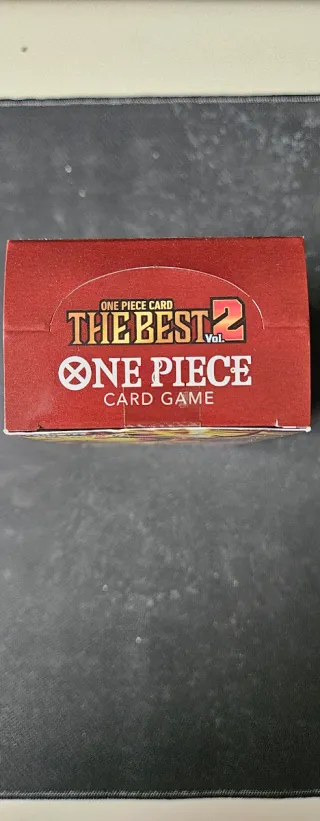 ONE PIECE CARD
THE BEST Vol.2
ONE PIECE
CARD GAME